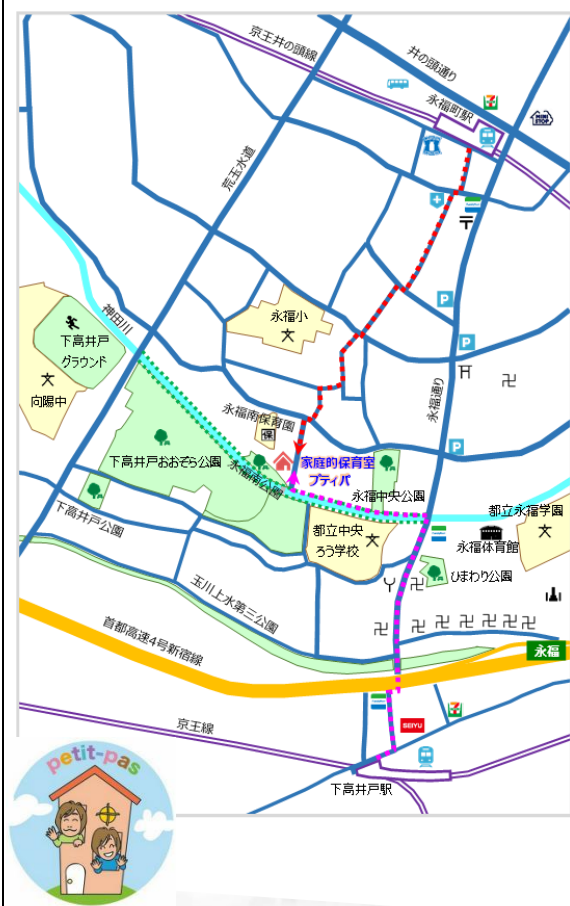 京王井の頭線
井の頭通り
永福町駅
MINI
STOP
荒玉水道
神田川
下高井戸
グラウンド
向陽中
永福小
永福南保育園
保
永福通り
家庭的保育室
プティパ
下高井戸おおぞら公園
永福南公園
永福中央公園
都立永福学園
都立中央
ろう学校
永福体育館
下高井戸公園
ひまわり公園
玉川上水第三公園
首都高速4号新宿線
永福
京王線
SEIYU
下高井戸駅
petit-pas